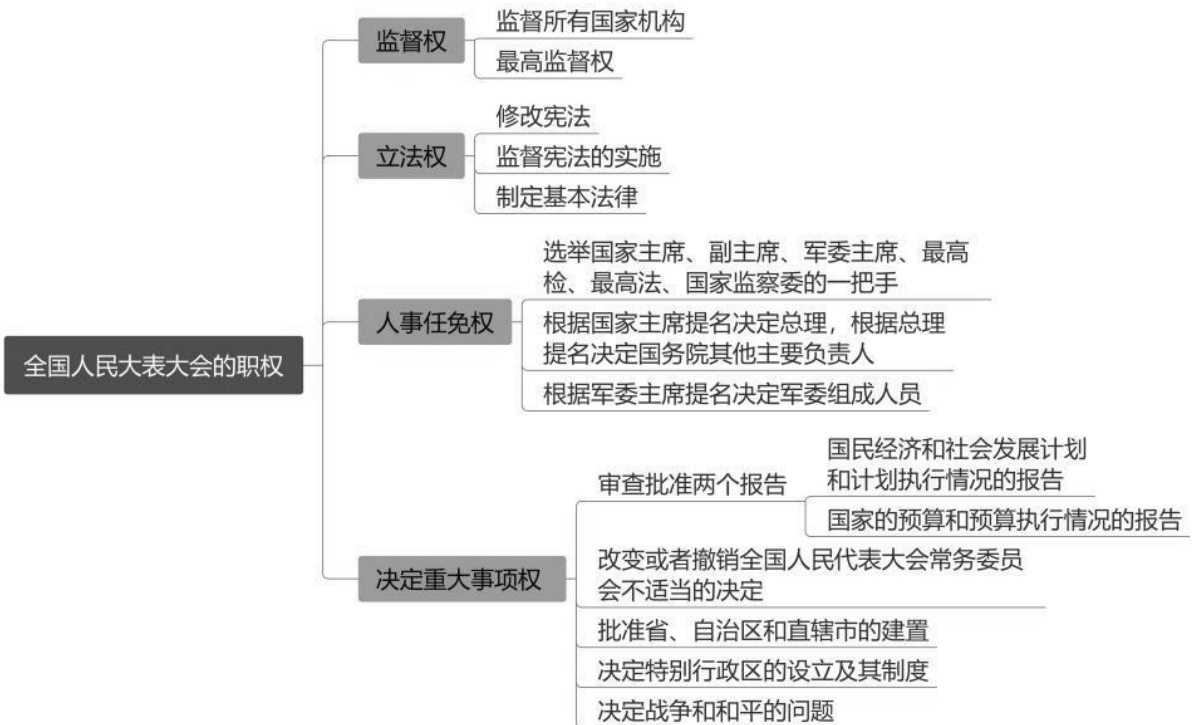 监督所有国家机构
监督权
最高监督权
修改宪法
立法权
监督宪法的实施
制定基本法律
选举国家主席、副主席、军委主席、最高
检、最高法、国家监察委的一把手
人事任免权
根据国家主席提名决定总理，根据总理
提名决定国务院其他主要负责人
全国人民大表大会的职权
根据军委主席提名决定军委组成人员
国民经济和社会发展计划
和计划执行情况的报告
审查批准两个报告
国家的预算和预算执行情况的报告
改变或者撤销全国人民代表大会常务委员
会不适当的决定
决定重大事项权
批准省、自治区和直辖市的建置
决定特别行政区的设立及其制度
决定战争和和平的问题